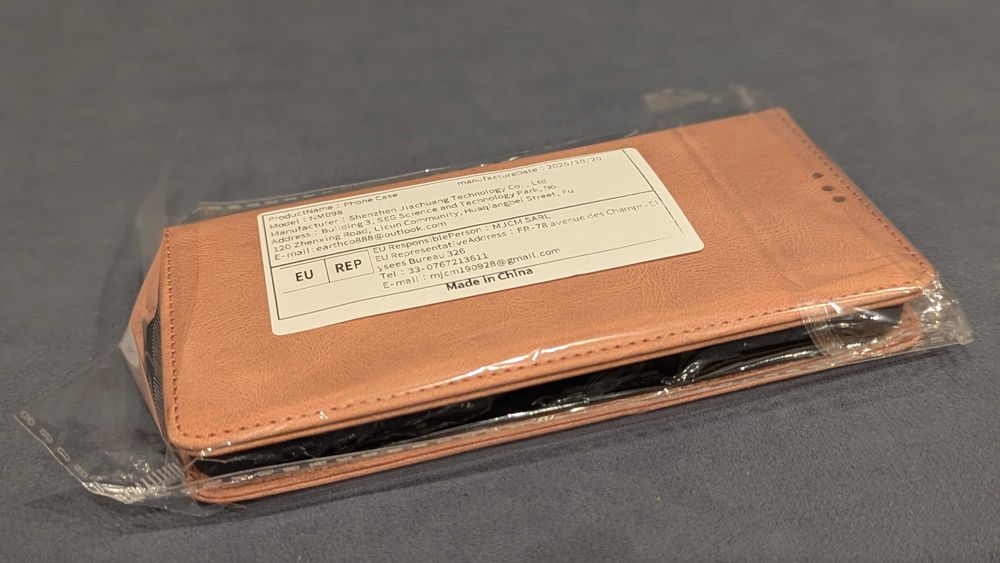 ProductName : Phone Case manufactureDate : 2025/10/20
Model : NM098
Manufacturer : Shenzhen Jiachuang Technology Co., Ltd
Address : Building 3, SEG Science and Technology Park, No.
120 Zhenxing Road, Licun Community, Huaqiangbei Street, Fu
E-mail : earthco888@outlook.com
EU REP
EU ResponsiblePerson : MJCM SARL
EU RepresentativeAddress : FR-78 avenue des Champs-El
ysees Bureau 326
Tel : 33-0767213611
E-mail : mjcm190928@gmail.com
Made in China